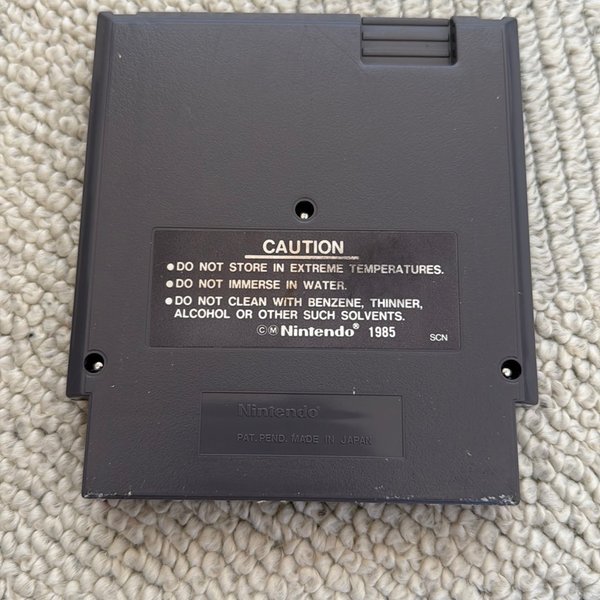 CAUTION
●DO NOT STORE IN EXTREME TEMPERATURES.
●DO NOT IMMERSE IN WATER.
●DO NOT CLEAN WITH BENZENE, THINNER,
ALCOHOL OR OTHER SUCH SOLVENTS.
ⒸⓂ Nintendo® 1985
SCN
Nintendo®
PAT. PEND. MADE IN JAPAN